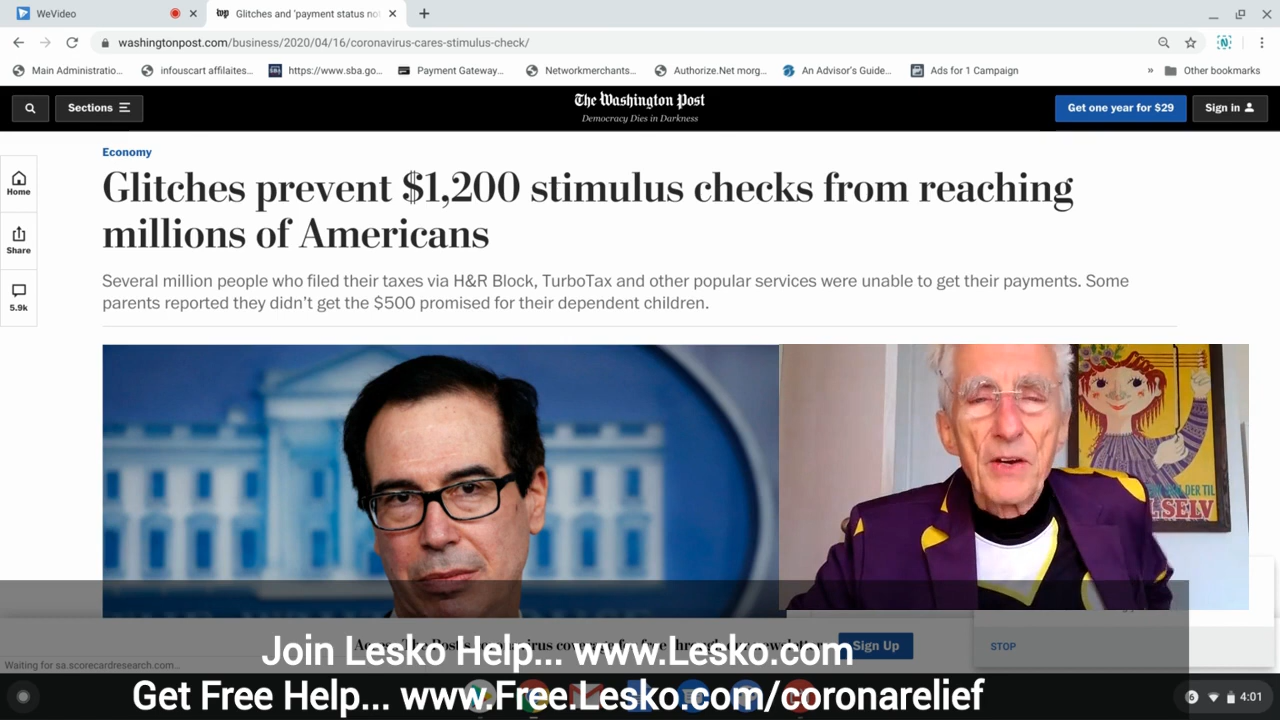 WeVideo
Glitches and 'payment status no
washingtonpost.com/business/2020/04/16/coronavirus-cares-stimulus-check/
Main Administratio... infouscart affilaites... https://www.sba.go... Payment Gateway... Networkmerchants... Authorize.Net morg... An Advisor's Guide... Ads for 1 Campaign » Other bookmarks
Sections
The Washington Post
Democracy Dies in Darkness
Get one year for $29
Sign in
Home
Share
5.9k
Economy
Glitches prevent $1,200 stimulus checks from reaching
millions of Americans
Several million people who filed their taxes via H&R Block, TurboTax and other popular services were unable to get their payments. Some
parents reported they didn't get the $500 promised for their dependent children.
DER TIL
SELV
Sign Up
STOP
Join Lesko Help... www.Lesko.com
Waiting for sa.scorecardresearch.com...
Get Free Help... www.Free.Lesko.com/coronarelief
6 4:01